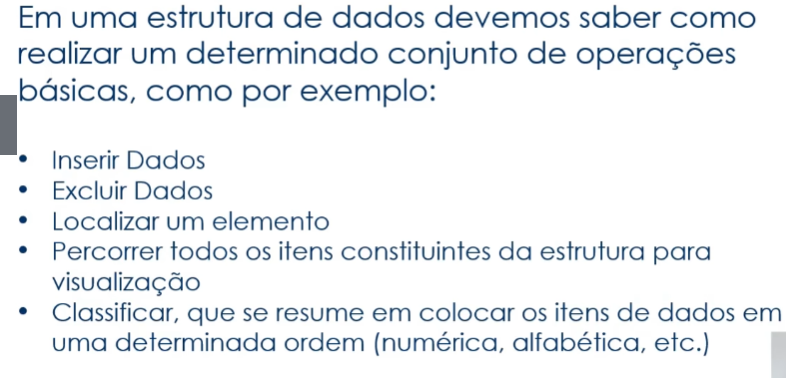 Em uma estrutura de dados devemos saber como
realizar um determinado conjunto de operações
básicas, como por exemplo:
• Inserir Dados
• Excluir Dados
• Localizar um elemento
• Percorrer todos os itens constituintes da estrutura para
visualização
• Classificar, que se resume em colocar os itens de dados em
uma determinada ordem (numérica, alfabética, etc.)